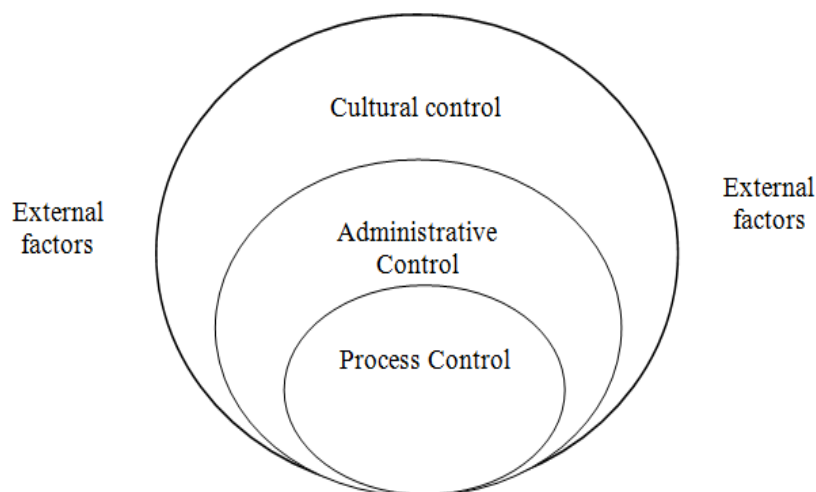 Cultural control
External
factors
External
factors
Administrative
Control
Process Control